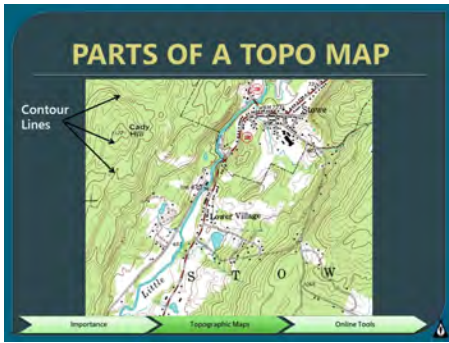 PARTS OF A TOPO MAP
Contour
Lines
Cady
Hill
Stowe
Lower Village
Little
S T O W
Importance
Topographic Maps
Online Tools